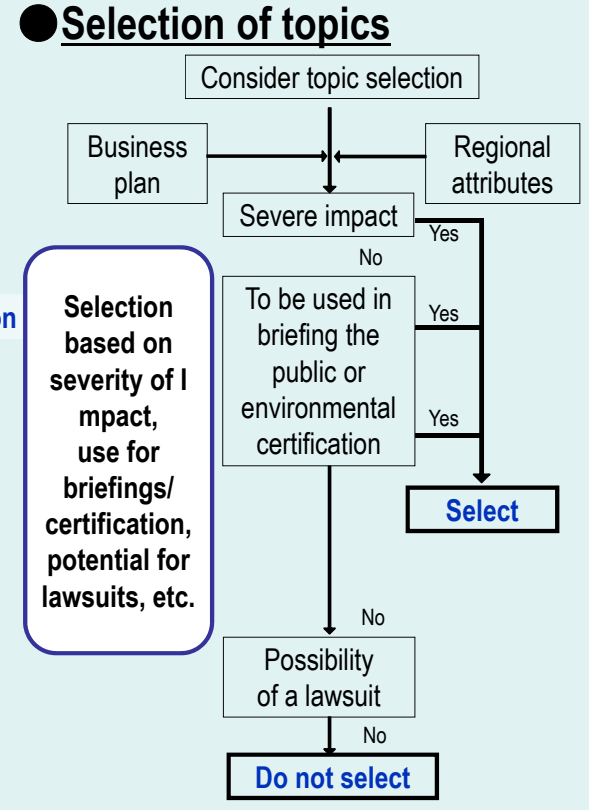 ●Selection of topics
Consider topic selection
Business
plan
Regional
attributes
Severe impact
Yes
No
on
Selection
based on
severity of I
mpact,
use for
briefings/
certification,
potential for
lawsuits, etc.
To be used in
briefing the
public or
environmental
certification
Yes
Yes
Select
No
Possibility
of a lawsuit
No
Do not select